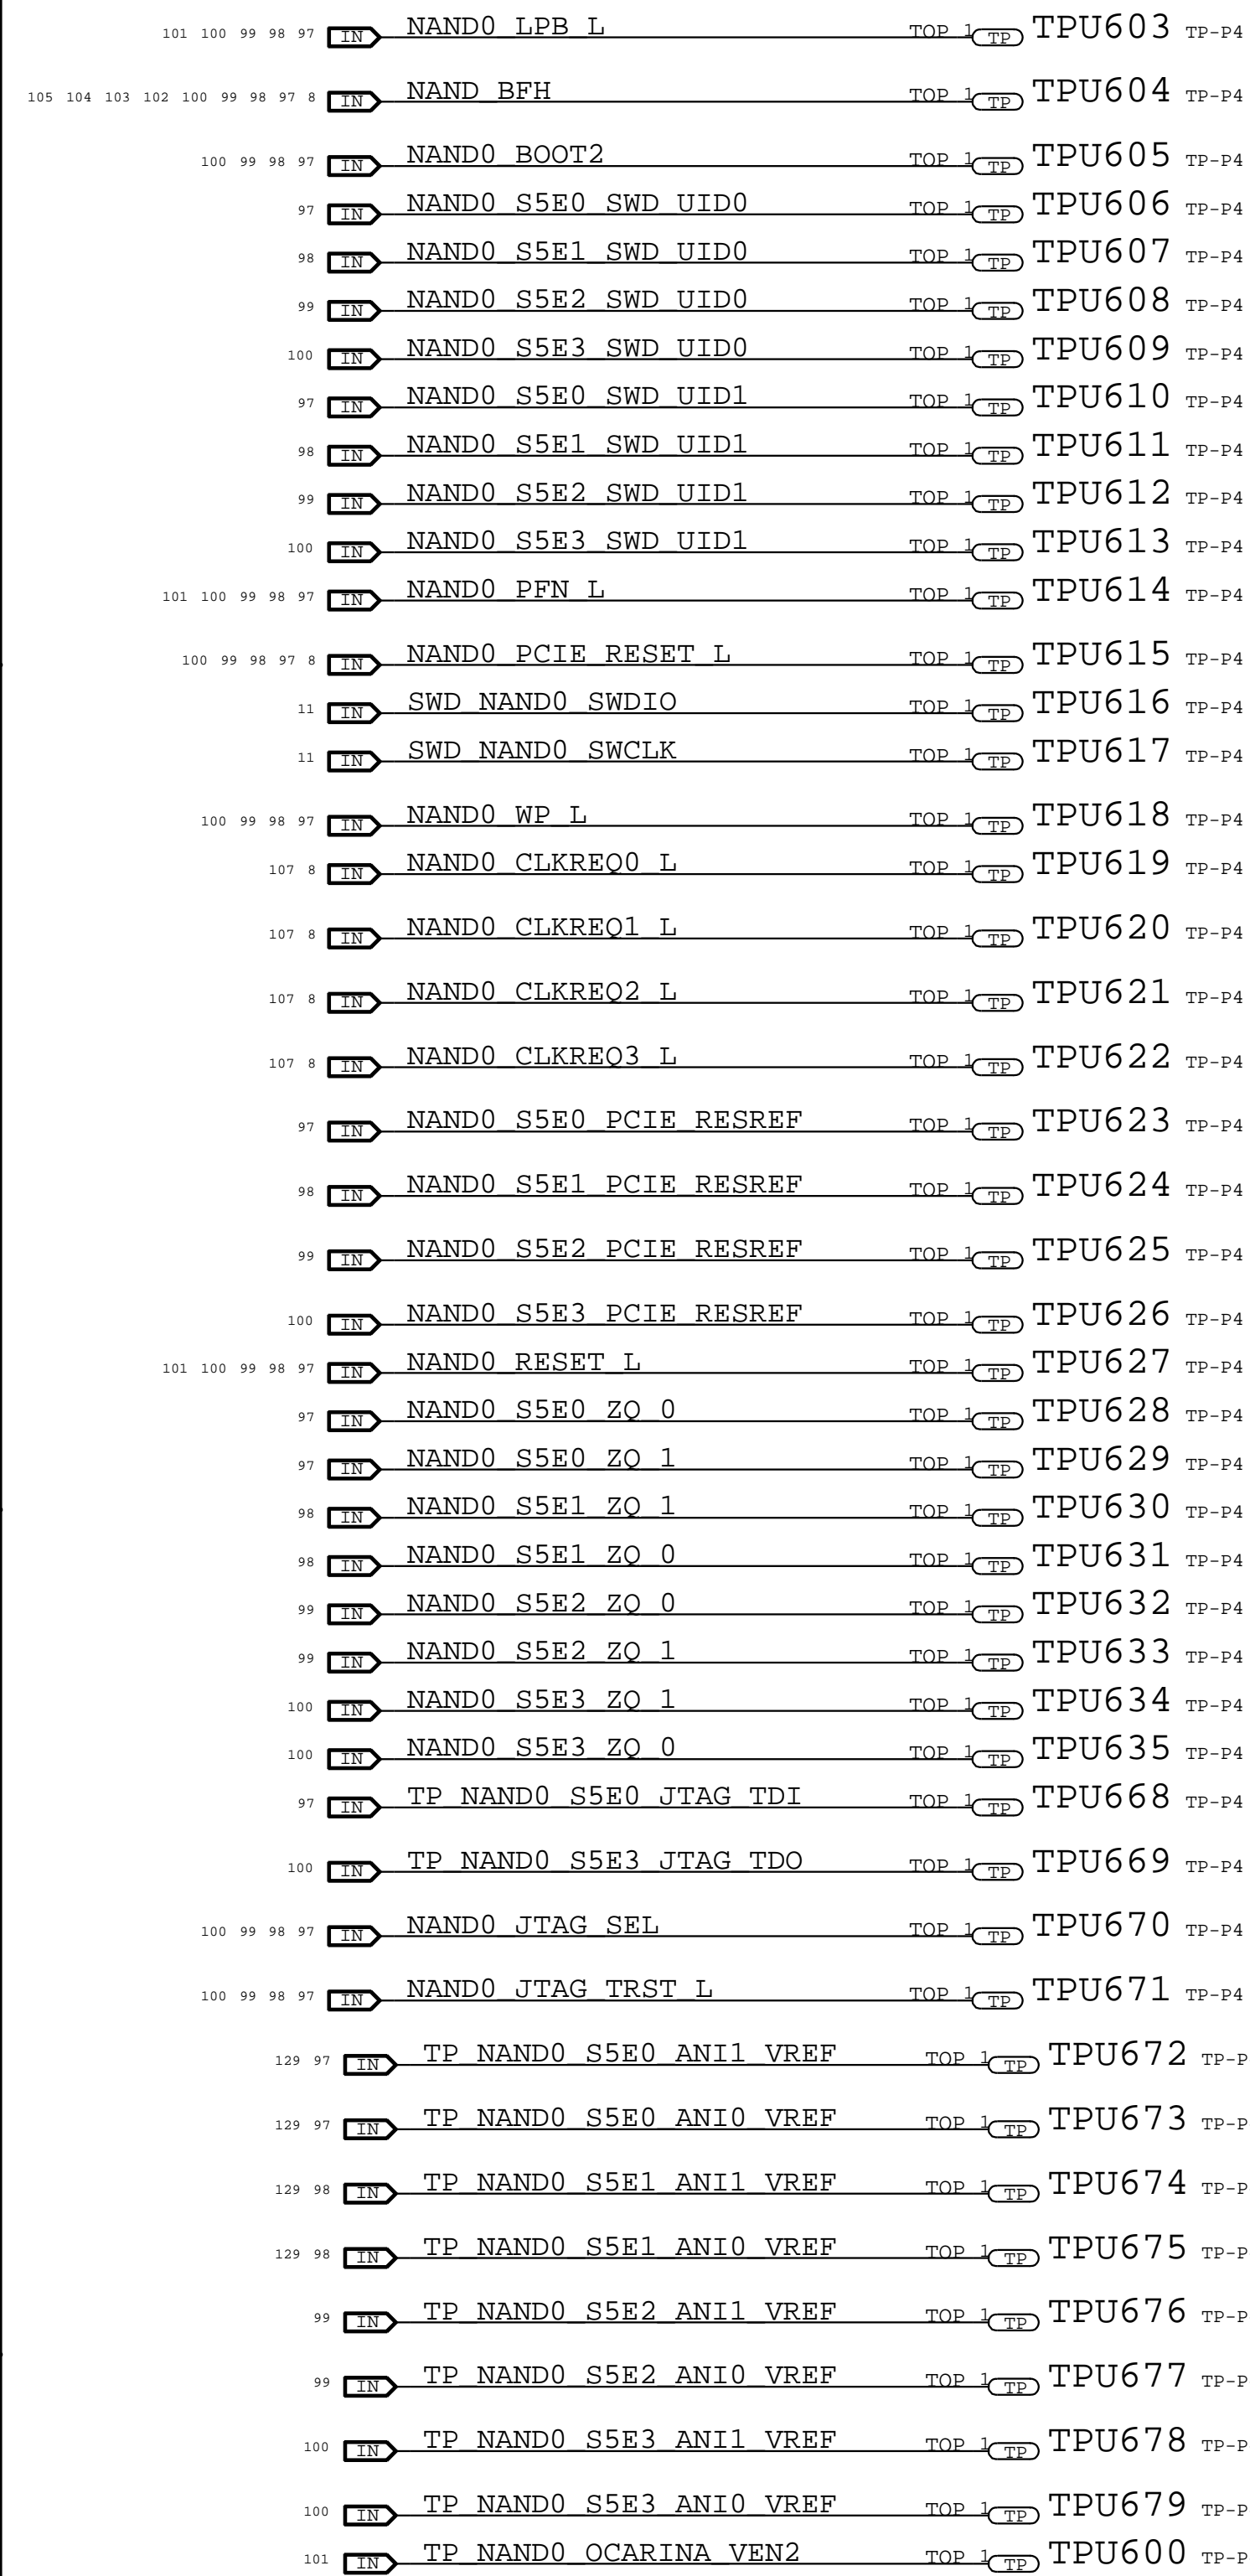 101 100 99 98 97 IN NAND0_LPB_L TOP 1 TP TPU603 TP-P4
105 104 103 102 100 99 98 97 8 IN NAND_BFH TOP 1 TP TPU604 TP-P4
100 99 98 97 IN NAND0_BOOT2 TOP 1 TP TPU605 TP-P4
97 IN NAND0_S5E0_SWD_UID0 TOP 1 TP TPU606 TP-P4
98 IN NAND0_S5E1_SWD_UID0 TOP 1 TP TPU607 TP-P4
99 IN NAND0_S5E2_SWD_UID0 TOP 1 TP TPU608 TP-P4
100 IN NAND0_S5E3_SWD_UID0 TOP 1 TP TPU609 TP-P4
97 IN NAND0_S5E0_SWD_UID1 TOP 1 TP TPU610 TP-P4
98 IN NAND0_S5E1_SWD_UID1 TOP 1 TP TPU611 TP-P4
99 IN NAND0_S5E2_SWD_UID1 TOP 1 TP TPU612 TP-P4
100 IN NAND0_S5E3_SWD_UID1 TOP 1 TP TPU613 TP-P4
101 100 99 98 97 IN NAND0_PFN_L TOP 1 TP TPU614 TP-P4
100 99 98 97 8 IN NAND0_PCIE_RESET_L TOP 1 TP TPU615 TP-P4
11 IN SWD_NAND0_SWDIO TOP 1 TP TPU616 TP-P4
11 IN SWD_NAND0_SWCLK TOP 1 TP TPU617 TP-P4
100 99 98 97 IN NAND0_WP_L TOP 1 TP TPU618 TP-P4
107 8 IN NAND0_CLKREQ0_L TOP 1 TP TPU619 TP-P4
107 8 IN NAND0_CLKREQ1_L TOP 1 TP TPU620 TP-P4
107 8 IN NAND0_CLKREQ2_L TOP 1 TP TPU621 TP-P4
107 8 IN NAND0_CLKREQ3_L TOP 1 TP TPU622 TP-P4
97 IN NAND0_S5E0_PCIE_RESREF TOP 1 TP TPU623 TP-P4
98 IN NAND0_S5E1_PCIE_RESREF TOP 1 TP TPU624 TP-P4
99 IN NAND0_S5E2_PCIE_RESREF TOP 1 TP TPU625 TP-P4
100 IN NAND0_S5E3_PCIE_RESREF TOP 1 TP TPU626 TP-P4
101 100 99 98 97 IN NAND0_RESET_L TOP 1 TP TPU627 TP-P4
97 IN NAND0_S5E0_ZQ_0 TOP 1 TP TPU628 TP-P4
97 IN NAND0_S5E0_ZQ_1 TOP 1 TP TPU629 TP-P4
98 IN NAND0_S5E1_ZQ_1 TOP 1 TP TPU630 TP-P4
98 IN NAND0_S5E1_ZQ_0 TOP 1 TP TPU631 TP-P4
99 IN NAND0_S5E2_ZQ_0 TOP 1 TP TPU632 TP-P4
99 IN NAND0_S5E2_ZQ_1 TOP 1 TP TPU633 TP-P4
100 IN NAND0_S5E3_ZQ_1 TOP 1 TP TPU634 TP-P4
100 IN NAND0_S5E3_ZQ_0 TOP 1 TP TPU635 TP-P4
97 IN TP_NAND0_S5E0_JTAG_TDI TOP 1 TP TPU668 TP-P4
100 IN TP_NAND0_S5E3_JTAG_TDO TOP 1 TP TPU669 TP-P4
100 99 98 97 IN NAND0_JTAG_SEL TOP 1 TP TPU670 TP-P4
100 99 98 97 IN NAND0_JTAG_TRST_L TOP 1 TP TPU671 TP-P4
129 97 IN TP_NAND0_S5E0_ANI1_VREF TOP 1 TP TPU672 TP-P
129 97 IN TP_NAND0_S5E0_ANI0_VREF TOP 1 TP TPU673 TP-P
129 98 IN TP_NAND0_S5E1_ANI1_VREF TOP 1 TP TPU674 TP-P
129 98 IN TP_NAND0_S5E1_ANI0_VREF TOP 1 TP TPU675 TP-P
99 IN TP_NAND0_S5E2_ANI1_VREF TOP 1 TP TPU676 TP-P
99 IN TP_NAND0_S5E2_ANI0_VREF TOP 1 TP TPU677 TP-P
100 IN TP_NAND0_S5E3_ANI1_VREF TOP 1 TP TPU678 TP-P
100 IN TP_NAND0_S5E3_ANI0_VREF TOP 1 TP TPU679 TP-P
101 IN TP_NAND0_OCARINA_VEN2 TOP 1 TP TPU600 TP-P